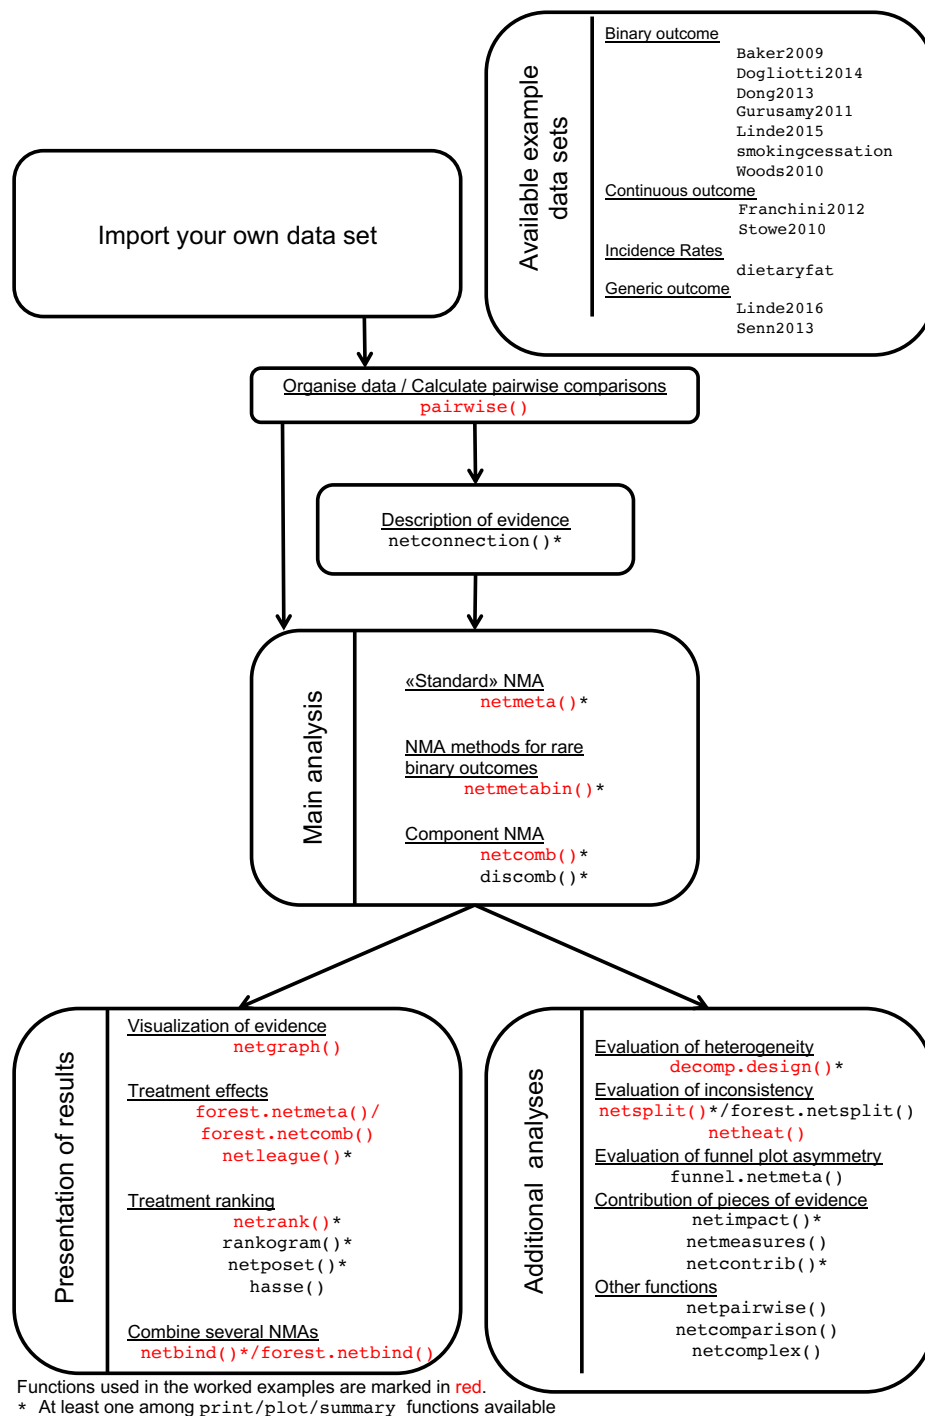 Import your own data set
Available example
data sets
Binary outcome
Baker2009
Dogliotti2014
Dong2013
Gurusamy2011
Linde2015
smokingcessation
Woods2010
Continuous outcome
Franchini2012
Stowe2010
Incidence Rates
dietaryfat
Generic outcome
Linde2016
Senn2013
Organise data / Calculate pairwise comparisons
pairwise()
Description of evidence
netconnection()*
Main analysis
«Standard» NMA
netmeta()*
NMA methods for rare
binary outcomes
netmetabin()*
Component NMA
netcomb()*
discomb()*
Presentation of results
Visualization of evidence
netgraph()
Treatment effects
forest.netmeta()/
forest.netcomb()
netleague()*
Treatment ranking
netrank()*
rankogram()*
netposet()*
hasse()
Combine several NMAs
netbind()*/forest.netbind()
Additional analyses
Evaluation of heterogeneity
decomp.design()*
Evaluation of inconsistency
netsplit()*/forest.netsplit()
netheat()
Evaluation of funnel plot asymmetry
funnel.netmeta()
Contribution of pieces of evidence
netimpact()*
netmeasures()
netcontrib()*
Other functions
netpairwise()
netcomparison()
netcomplex()
Functions used in the worked examples are marked in red.
* At least one among print/plot/summary functions available